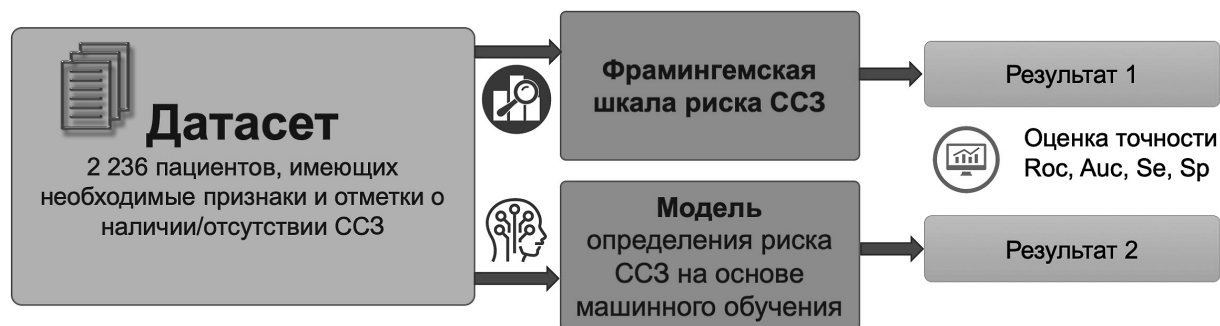 Датасет
2 236 пациентов, имеющих
необходимые признаки и отметки о
наличии/отсутствии ССЗ
Фрамингемская
шкала риска ССЗ
Модель
определения риска
ССЗ на основе
машинного обучения
Результат 1
Оценка точности
Roc, Auc, Se, Sp
Результат 2